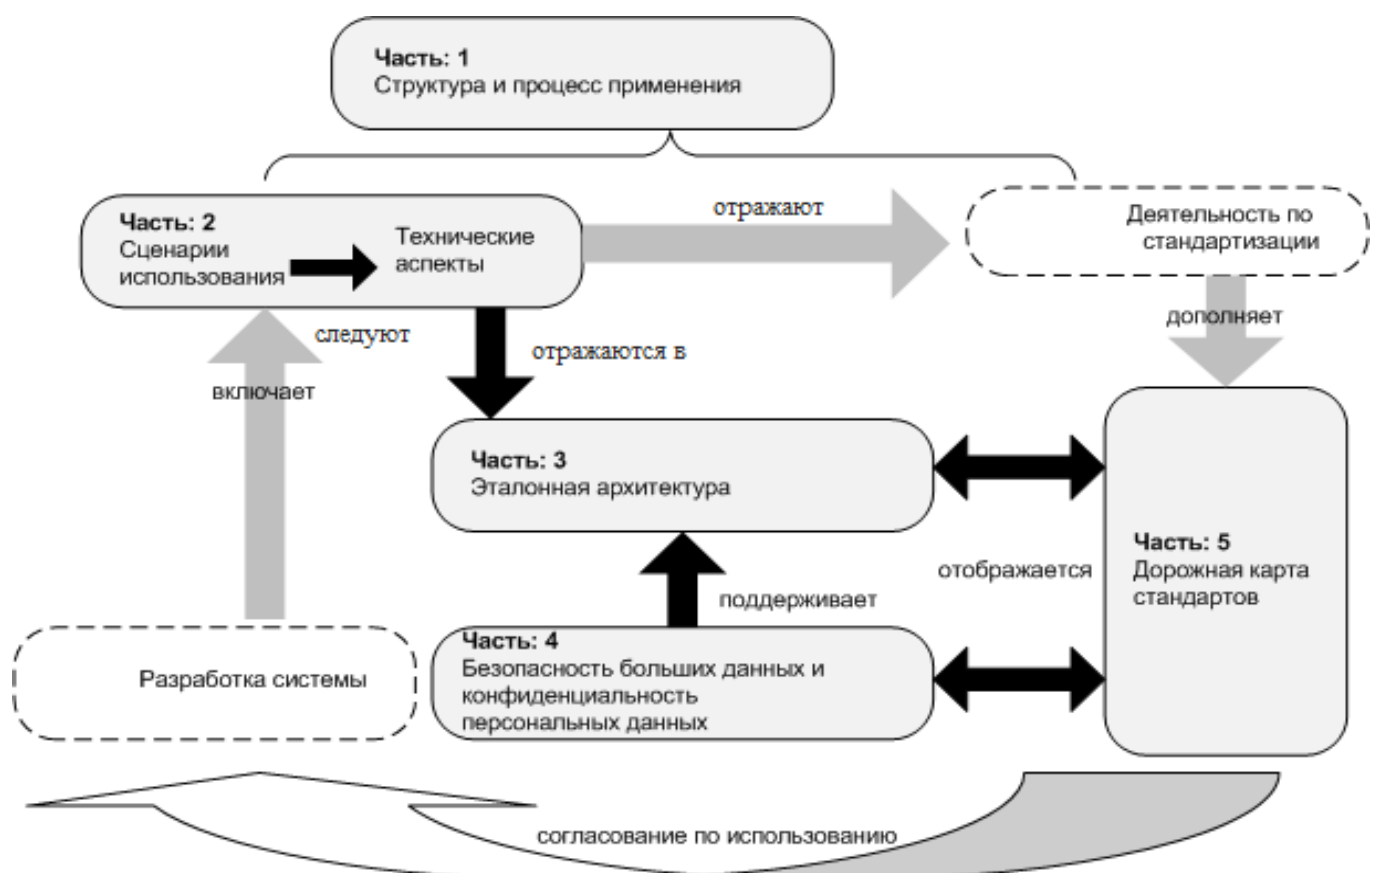 Часть: 1
Структура и процесс применения
Часть: 2
Сценарии
использования
Технические
аспекты
отражают
Деятельность по
стандартизации
следуют
отражаются в
дополняет
включает
Часть: 3
Эталонная архитектура
Часть: 5
Дорожная карта
стандартов
отображается
поддерживает
Часть: 4
Безопасность больших данных и
конфиденциальность
персональных данных
Разработка системы
согласование по использованию